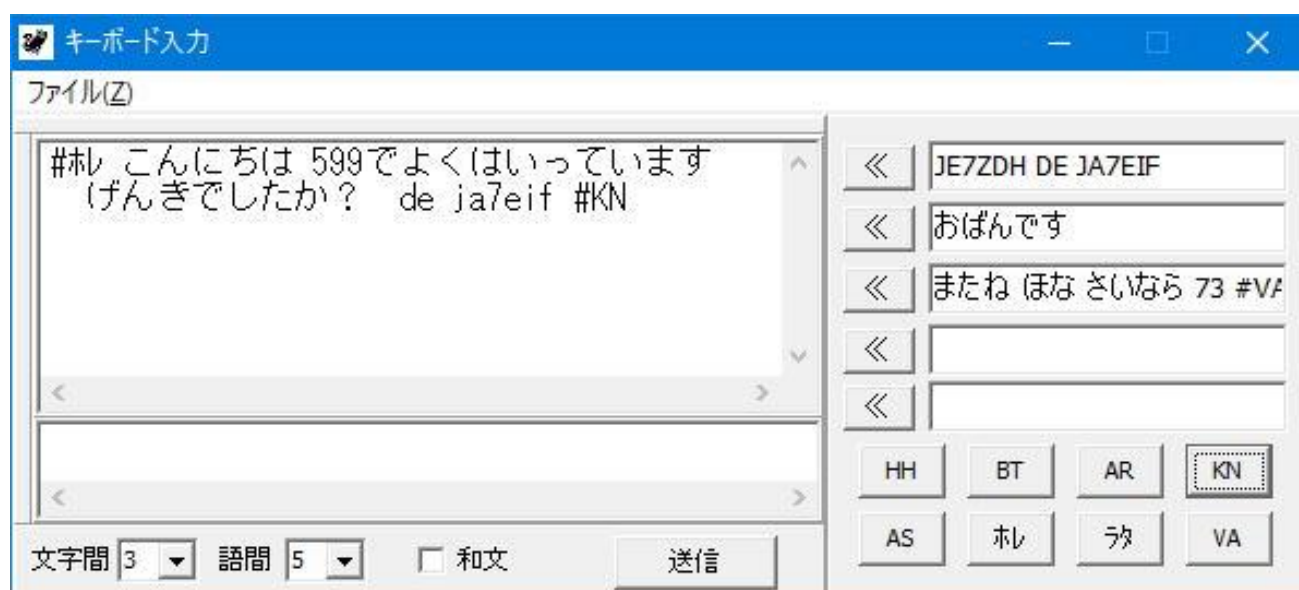 キーボード入力
ファイル(Z)
#ﾎﾚ こんにちは 599でよくはいっています
げんきでしたか？ de ja7eif #KN
≪ JE7ZDH DE JA7EIF
≪ おばんです
≪ またね ほな さいなら 73 #VA
≪
≪
HH BT AR KN
AS ﾎﾚ ﾗﾀ VA
文字間 3 語間 5 和文 送信